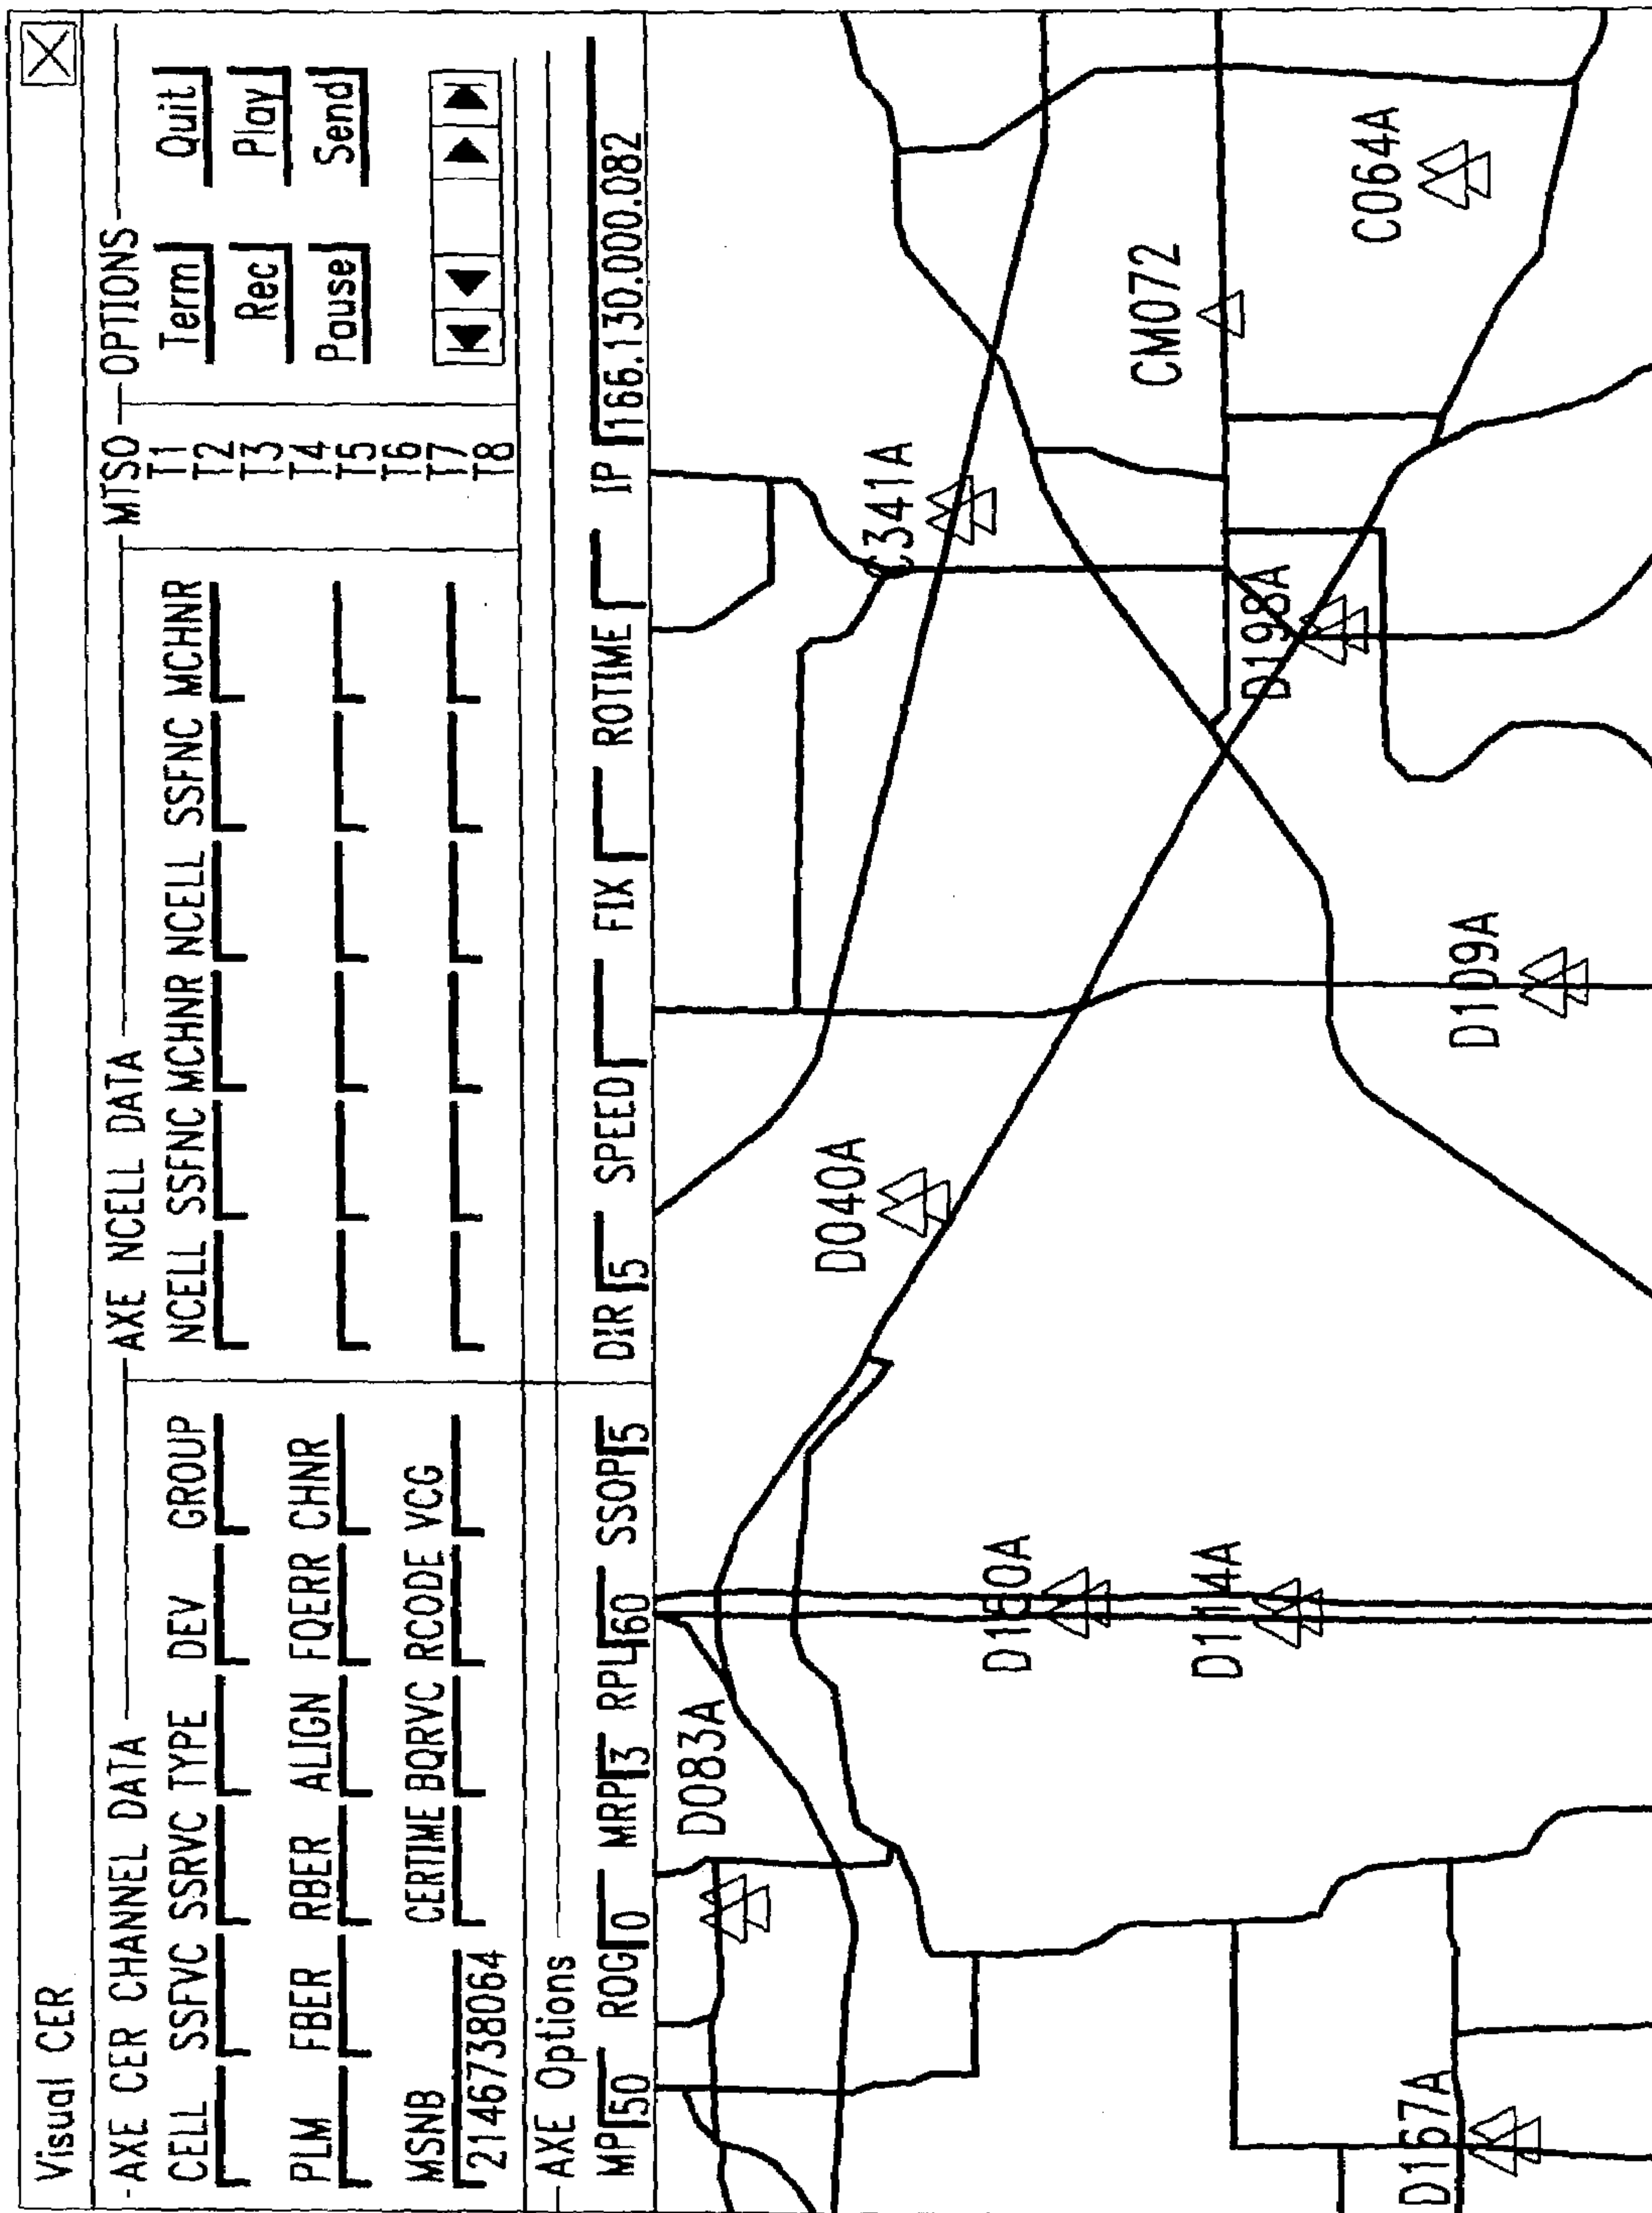 Visual CER
AXE CER CHANNEL DATA AXE NCELL DATA MTSO OPTIONS
CELL SSFVC SSRVC TYPE DEV GROUP NCELL SSFNC MCHNR NCELL SSFNC MCHNR T1 Term Quit
T2
PLM FBER RBER ALIGN FQERR CHNR T3 Rec Play
T4
T5 Pause Send
MSNB CERTIME BQRVC RCODE VCG T6
2146738064 T7
T8
AXE Options
MP 50 ROG 0 MRP 3 RPL 60 SSOP 5 DIR 5 SPEED FIX ROTIME IP 166.130.000.082
D083A
D040A
C341A
D180A
CM072
D114A
D198A
C064A
D167A
D109A